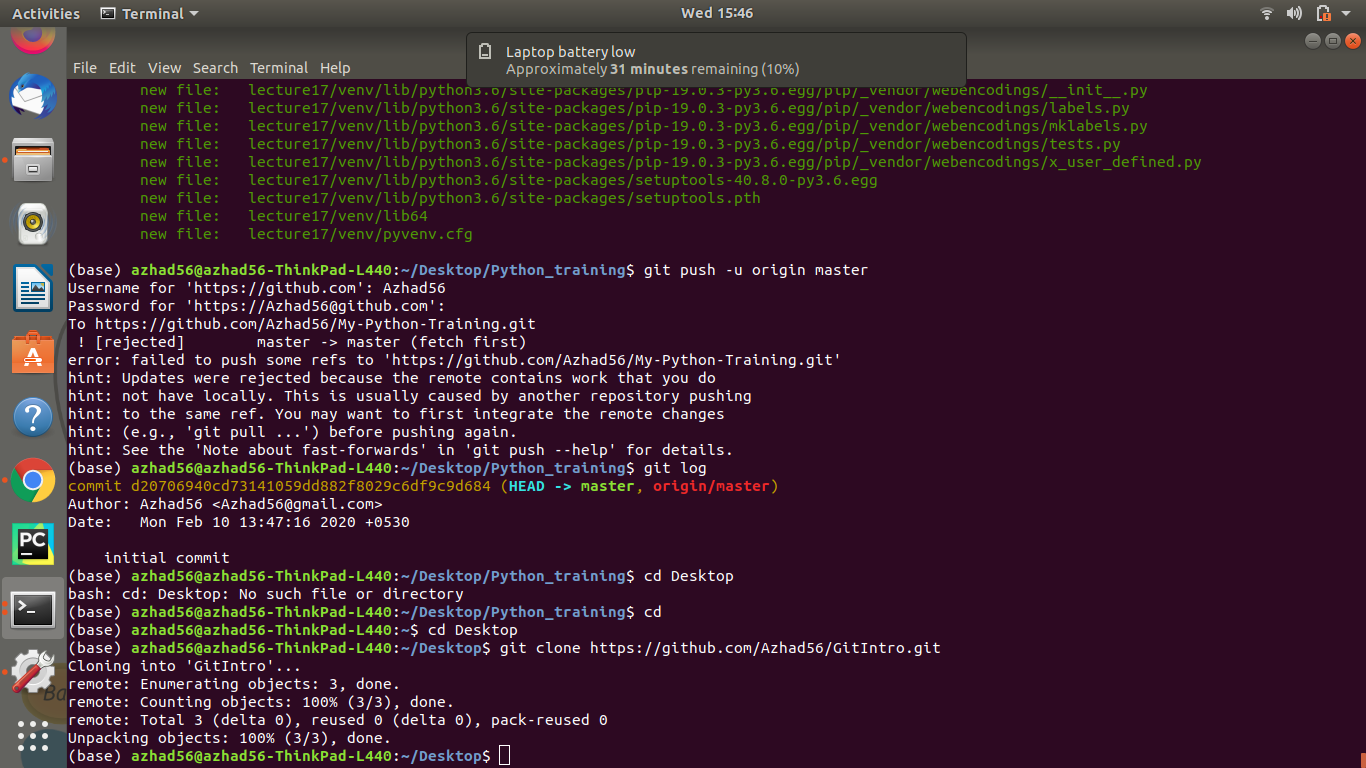 Activities Terminal Wed 15:46
Laptop battery low
Approximately 31 minutes remaining (10%)
File Edit View Search Terminal Help
new file: lecture17/venv/lib/python3.6/site-packages/pip-19.0.3-py3.6.egg/pip/_vendor/webencodings/__init__.py
new file: lecture17/venv/lib/python3.6/site-packages/pip-19.0.3-py3.6.egg/pip/_vendor/webencodings/labels.py
new file: lecture17/venv/lib/python3.6/site-packages/pip-19.0.3-py3.6.egg/pip/_vendor/webencodings/mklabels.py
new file: lecture17/venv/lib/python3.6/site-packages/pip-19.0.3-py3.6.egg/pip/_vendor/webencodings/tests.py
new file: lecture17/venv/lib/python3.6/site-packages/pip-19.0.3-py3.6.egg/pip/_vendor/webencodings/x_user_defined.py
new file: lecture17/venv/lib/python3.6/site-packages/setuptools-40.8.0-py3.6.egg
new file: lecture17/venv/lib/python3.6/site-packages/setuptools.pth
new file: lecture17/venv/lib64
new file: lecture17/venv/pyvenv.cfg
(base) azhad56@azhad56-ThinkPad-L440:~/Desktop/Python_training$ git push -u origin master
Username for 'https://github.com': Azhad56
Password for 'https://Azhad56@github.com':
To https://github.com/Azhad56/My-Python-Training.git
! [rejected] master -> master (fetch first)
error: failed to push some refs to 'https://github.com/Azhad56/My-Python-Training.git'
hint: Updates were rejected because the remote contains work that you do
hint: not have locally. This is usually caused by another repository pushing
hint: to the same ref. You may want to first integrate the remote changes
hint: (e.g., 'git pull ...') before pushing again.
hint: See the 'Note about fast-forwards' in 'git push --help' for details.
(base) azhad56@azhad56-ThinkPad-L440:~/Desktop/Python_training$ git log
commit d20706940cd73141059dd882f8029c6df9c9d684 (HEAD -> master, origin/master)
Author: Azhad56 <Azhad56@gmail.com>
Date: Mon Feb 10 13:47:16 2020 +0530
initial commit
(base) azhad56@azhad56-ThinkPad-L440:~/Desktop/Python_training$ cd Desktop
bash: cd: Desktop: No such file or directory
(base) azhad56@azhad56-ThinkPad-L440:~/Desktop/Python_training$ cd
(base) azhad56@azhad56-ThinkPad-L440:~$ cd Desktop
(base) azhad56@azhad56-ThinkPad-L440:~/Desktop$ git clone https://github.com/Azhad56/GitIntro.git
Cloning into 'GitIntro'...
remote: Enumerating objects: 3, done.
remote: Counting objects: 100% (3/3), done.
remote: Total 3 (delta 0), reused 0 (delta 0), pack-reused 0
Unpacking objects: 100% (3/3), done.
(base) azhad56@azhad56-ThinkPad-L440:~/Desktop$
PC